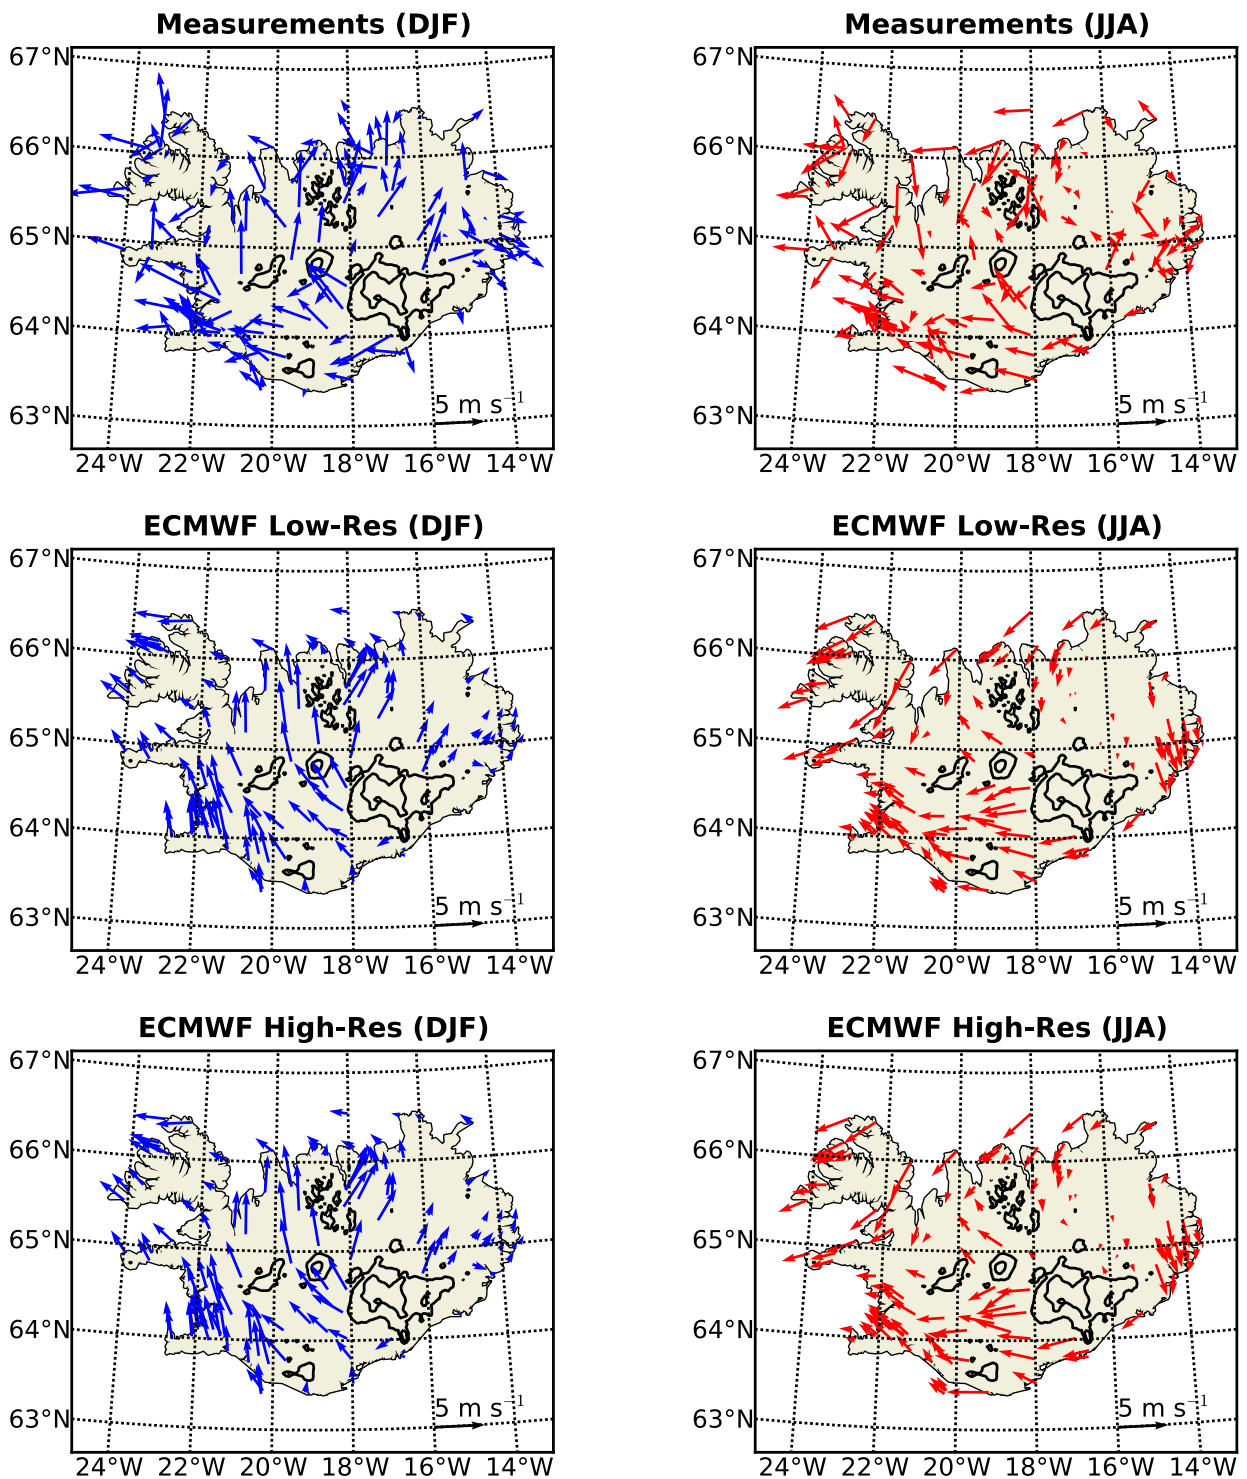 Measurements (DJF)
Measurements (JJA)
67°N
66°N
65°N
64°N
63°N
5 m s⁻¹
24°W 22°W 20°W 18°W 16°W 14°W
67°N
66°N
65°N
64°N
63°N
5 m s⁻¹
24°W 22°W 20°W 18°W 16°W 14°W
ECMWF Low-Res (DJF)
ECMWF Low-Res (JJA)
67°N
66°N
65°N
64°N
63°N
5 m s⁻¹
24°W 22°W 20°W 18°W 16°W 14°W
67°N
66°N
65°N
64°N
63°N
5 m s⁻¹
24°W 22°W 20°W 18°W 16°W 14°W
ECMWF High-Res (DJF)
ECMWF High-Res (JJA)
67°N
66°N
65°N
64°N
63°N
5 m s⁻¹
24°W 22°W 20°W 18°W 16°W 14°W
67°N
66°N
65°N
64°N
63°N
5 m s⁻¹
24°W 22°W 20°W 18°W 16°W 14°W